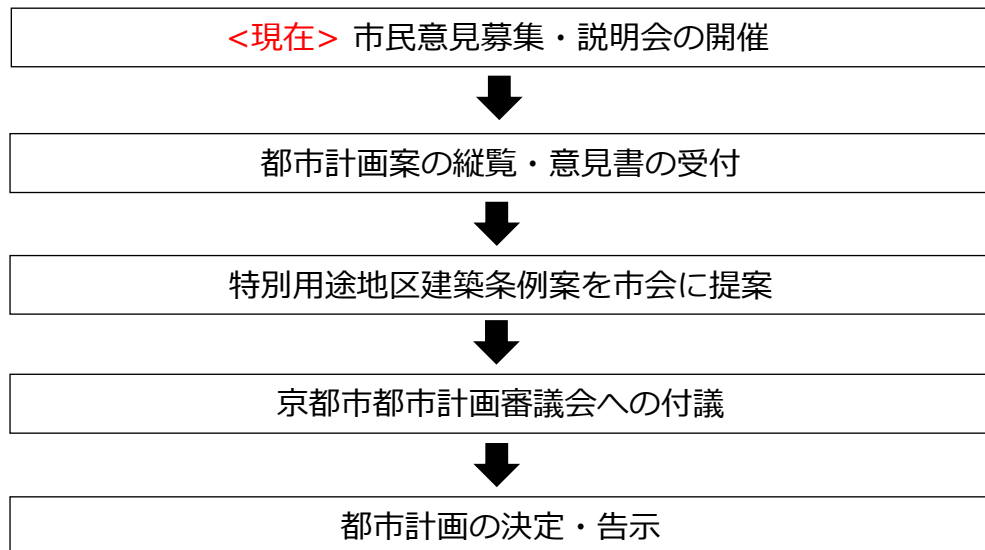 <現在> 市民意見募集・説明会の開催
都市計画案の縦覧・意見書の受付
特別用途地区建築条例案を市会に提案
京都市都市計画審議会への付議
都市計画の決定・告示